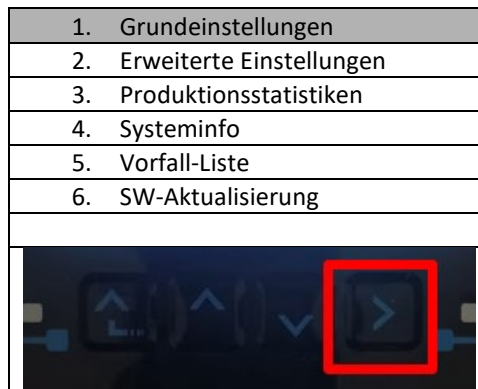 1. Grundeinstellungen
2. Erweiterte Einstellungen
3. Produktionsstatistiken
4. Systeminfo
5. Vorfall-Liste
6. SW-Aktualisierung